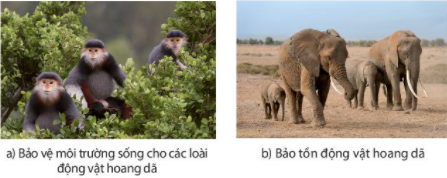 a) Bảo vệ môi trường sống cho các loài
động vật hoang dã
b) Bảo tồn động vật hoang dã